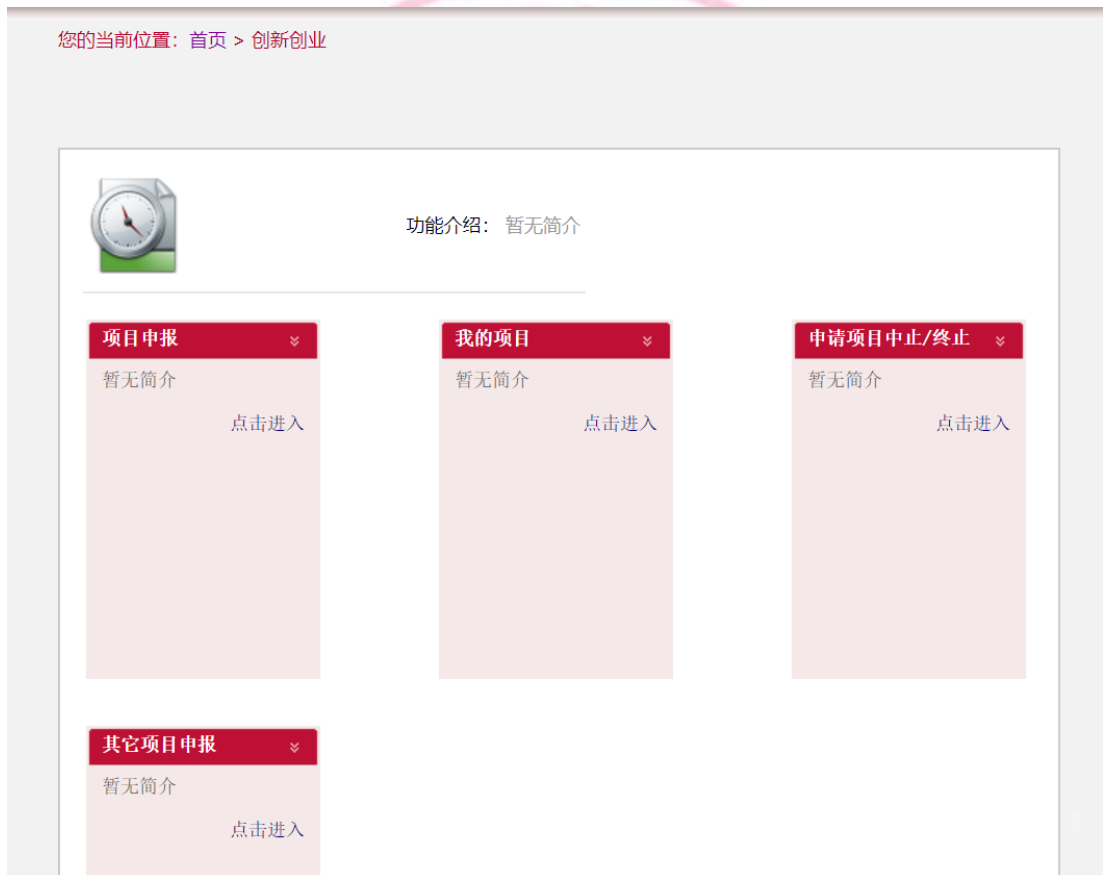 您的当前位置：首页 > 创新创业
功能介绍： 暂无简介
项目申报
暂无简介
点击进入
我的项目
暂无简介
点击进入
申请项目中止/终止
暂无简介
点击进入
其它项目申报
暂无简介
点击进入